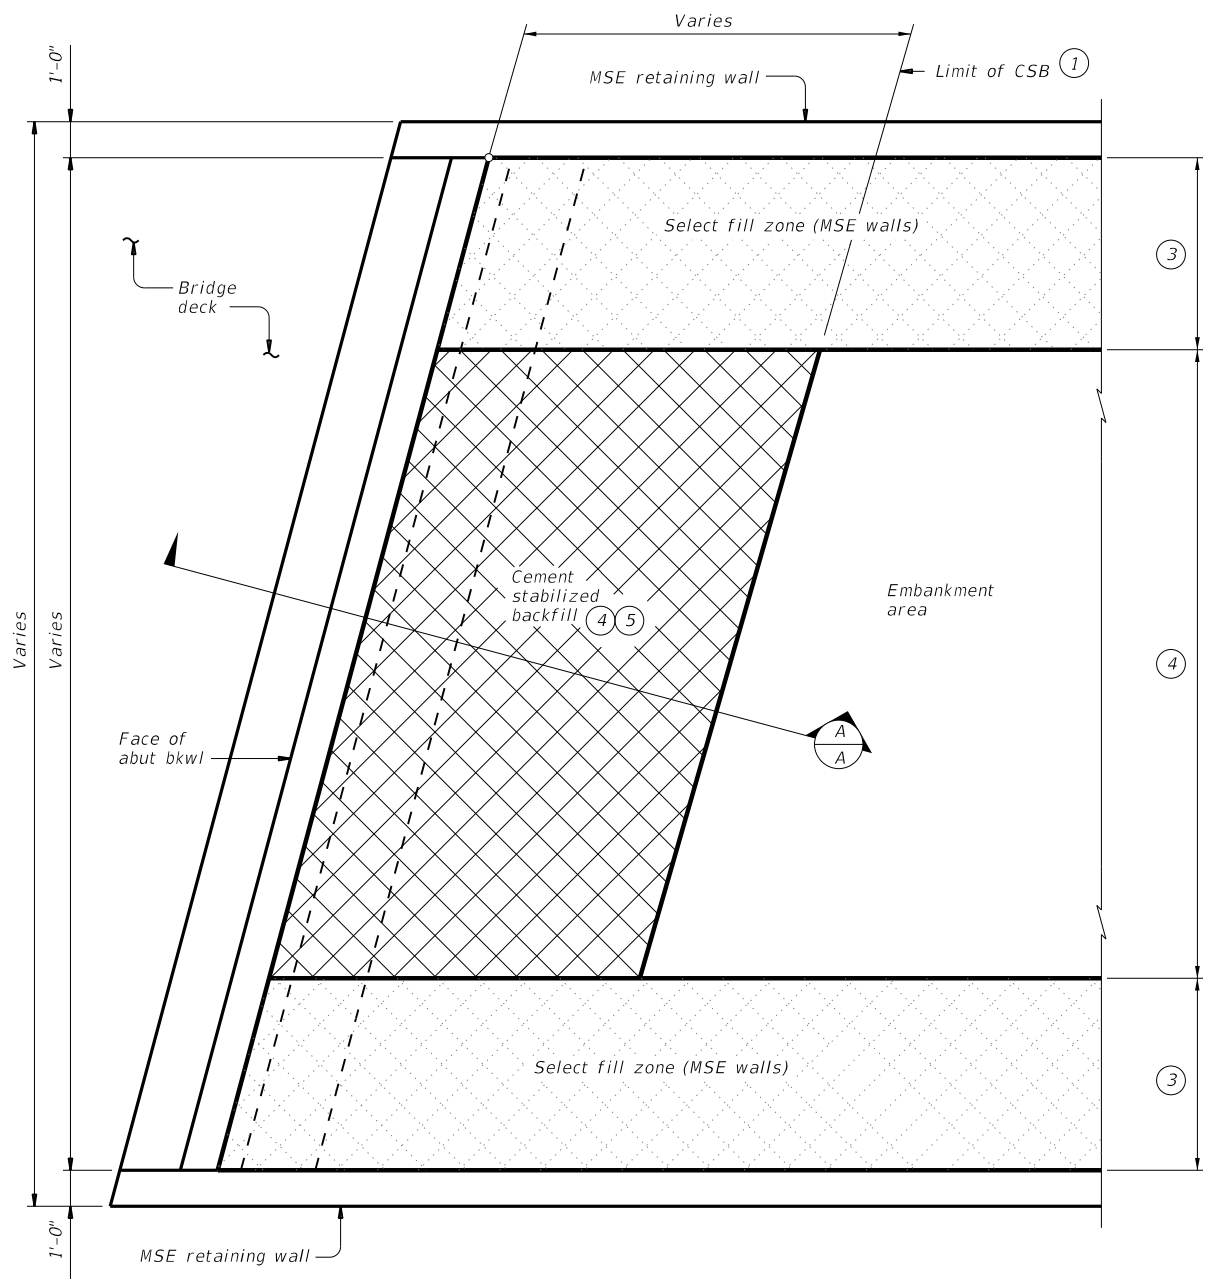 Varies
1'-0"
MSE retaining wall
Limit of CSB 1
Select fill zone (MSE walls)
3
Bridge
deck
Cement
stabilized
backfill 4 5
Embankment
area
Varies
Varies
4
Face of
abut bkwl
A
A
Select fill zone (MSE walls)
3
1'-0"
MSE retaining wall